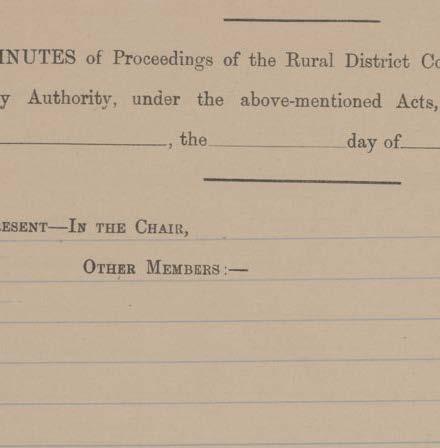 INUTES of Proceedings of the Rural District Co
y Authority, under the above-mentioned Acts,
, the day of
ESENT—IN THE CHAIR,
OTHER MEMBERS:—